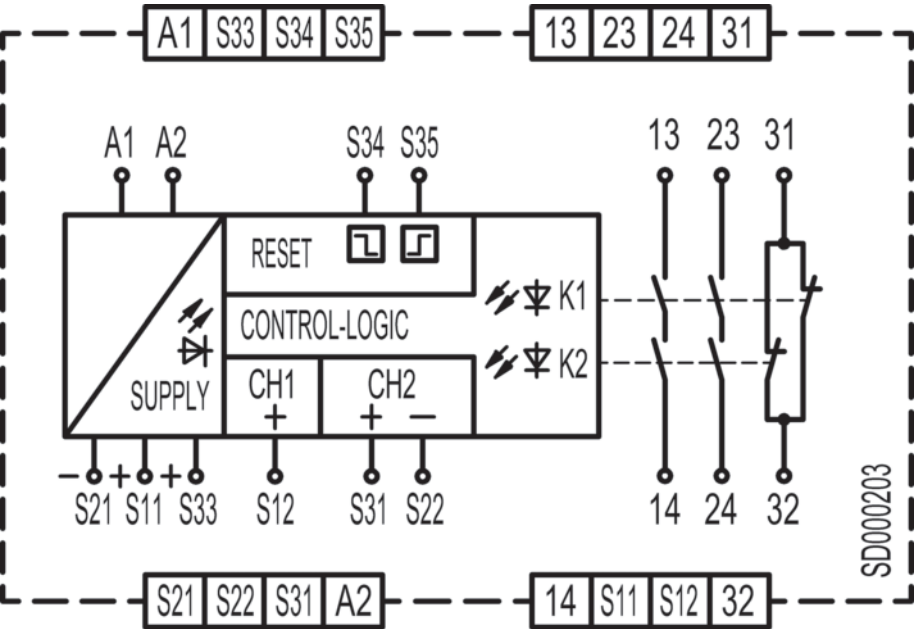 A1 S33 S34 S35 13 23 24 31
A1 A2 S34 S35 13 23 31
RESET
K1
CONTROL-LOGIC
K2
SUPPLY CH1 CH2
+ + −
− + +
S21 S11 S33 S12 S31 S22 14 24 32
SD000203
S21 S22 S31 A2 14 S11 S12 32